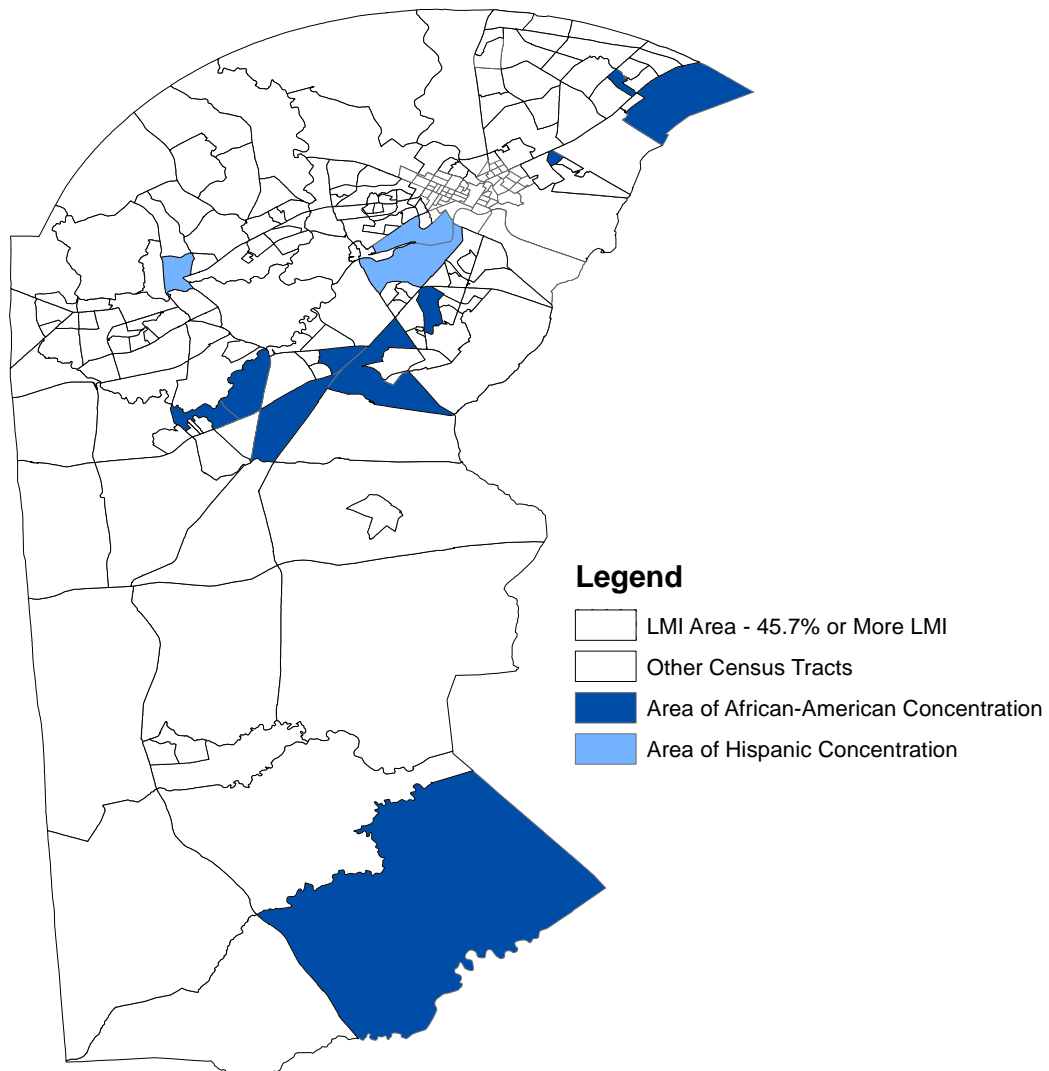 Legend
LMI Area - 45.7% or More LMI
Other Census Tracts
Area of African-American Concentration
Area of Hispanic Concentration